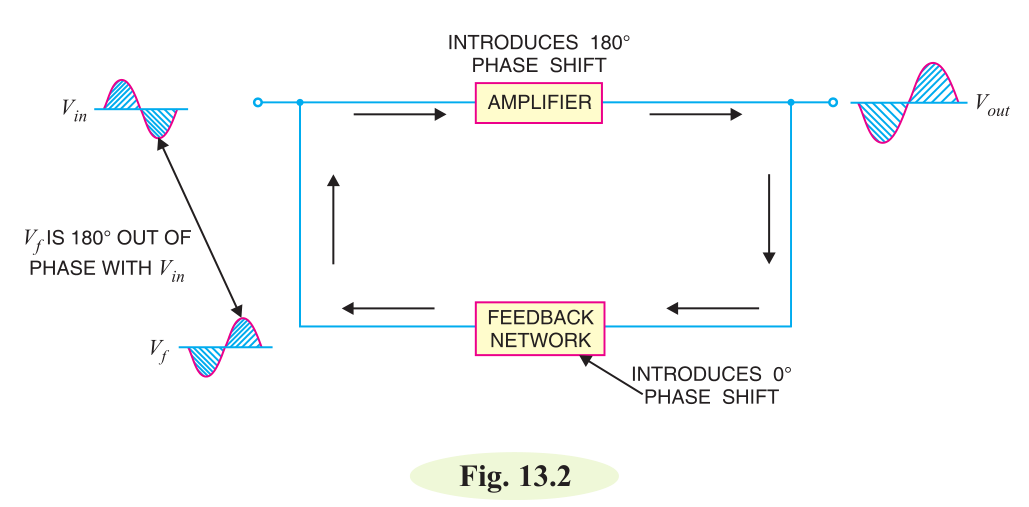 INTRODUCES 180°
PHASE SHIFT
AMPLIFIER
V_in
V_out
V_f IS 180° OUT OF
PHASE WITH V_in
V_f
FEEDBACK
NETWORK
INTRODUCES 0°
PHASE SHIFT
Fig. 13.2